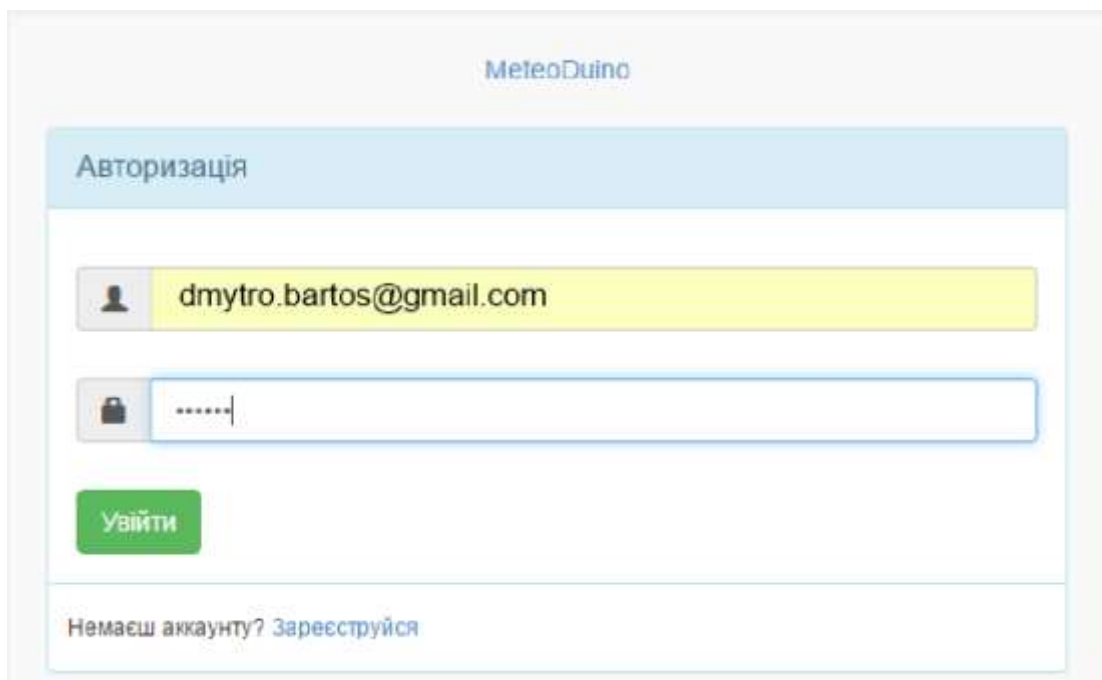 MeteoDuino
Авторизація
dmytro.bartos@gmail.com
••••••
Увійти
Немаєш аккаунту? Зареєструйся